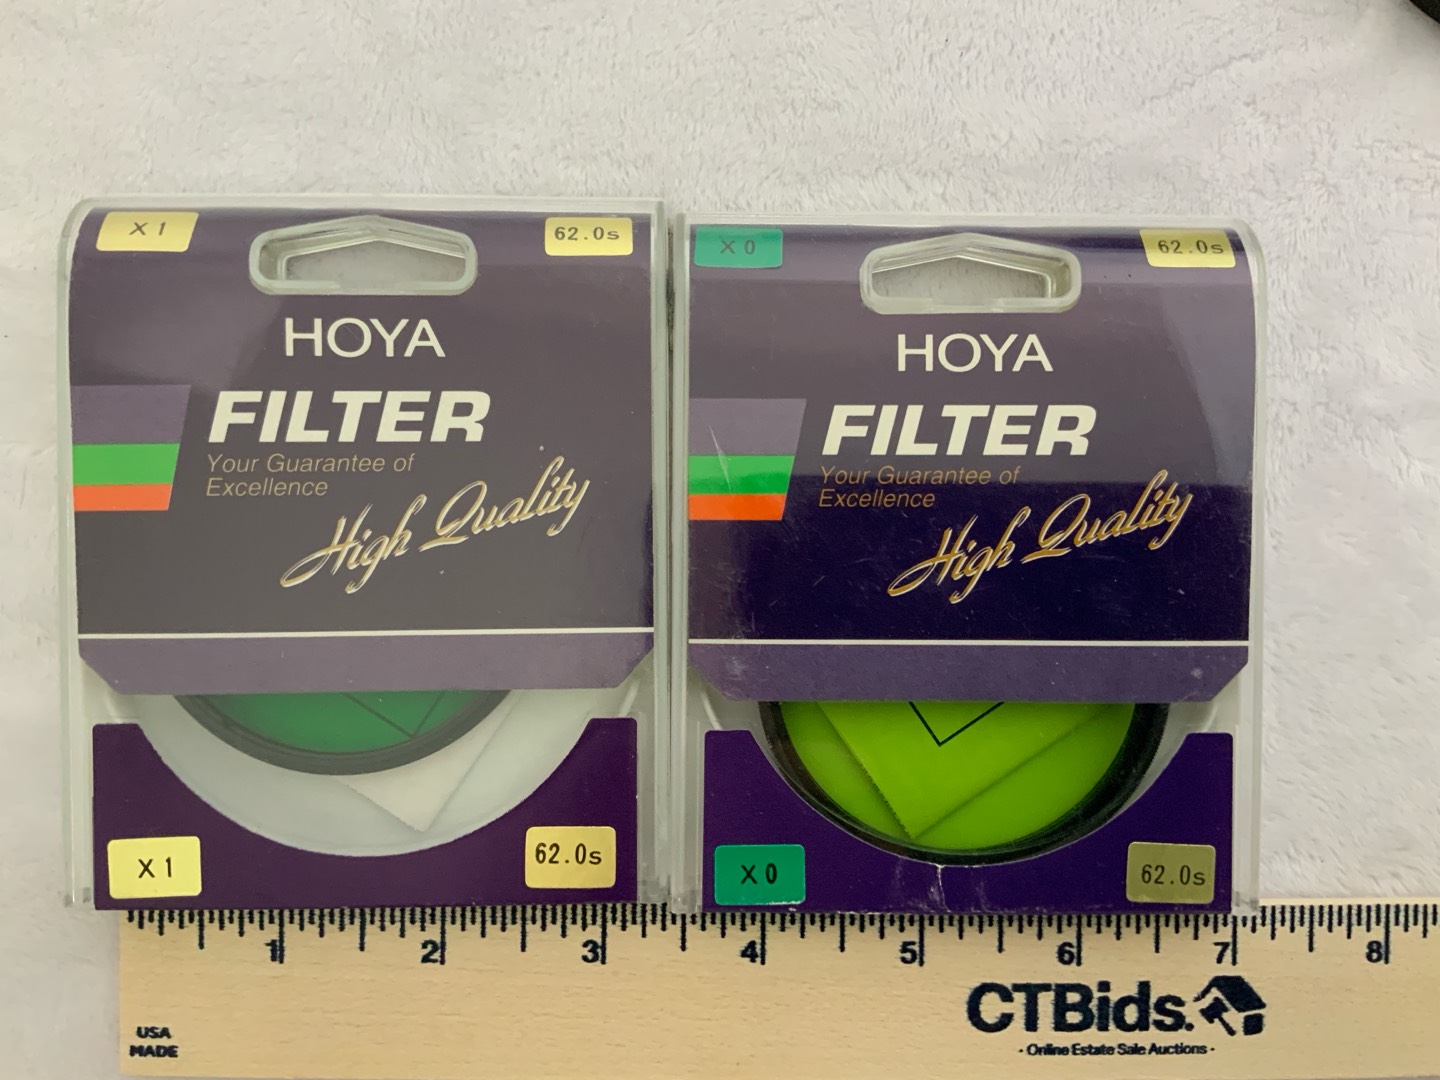 X1
62.0s
HOYA
FILTER
Your Guarantee of
Excellence
High Quality
X1
62.0s
X0
62.0s
HOYA
FILTER
Your Guarantee of
Excellence
High Quality
X0
62.0s
1 2 3 4 5 6 7 8
USA
MADE
CTBids.
- Online Estate Sale Auctions -